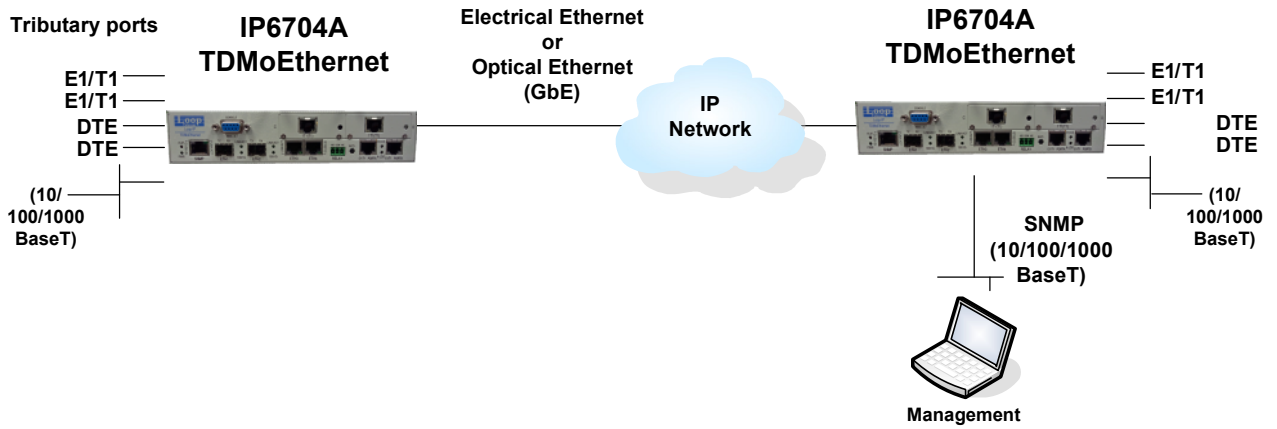 Tributary ports
IP6704A
TDMoEthernet
E1/T1
E1/T1
DTE
DTE
(10/
100/1000
BaseT)
Loop
Electrical Ethernet
or
Optical Ethernet
(GbE)
IP
Network
IP6704A
TDMoEthernet
Loop
E1/T1
E1/T1
DTE
DTE
(10/
100/1000
BaseT)
SNMP
(10/100/1000
BaseT)
Management